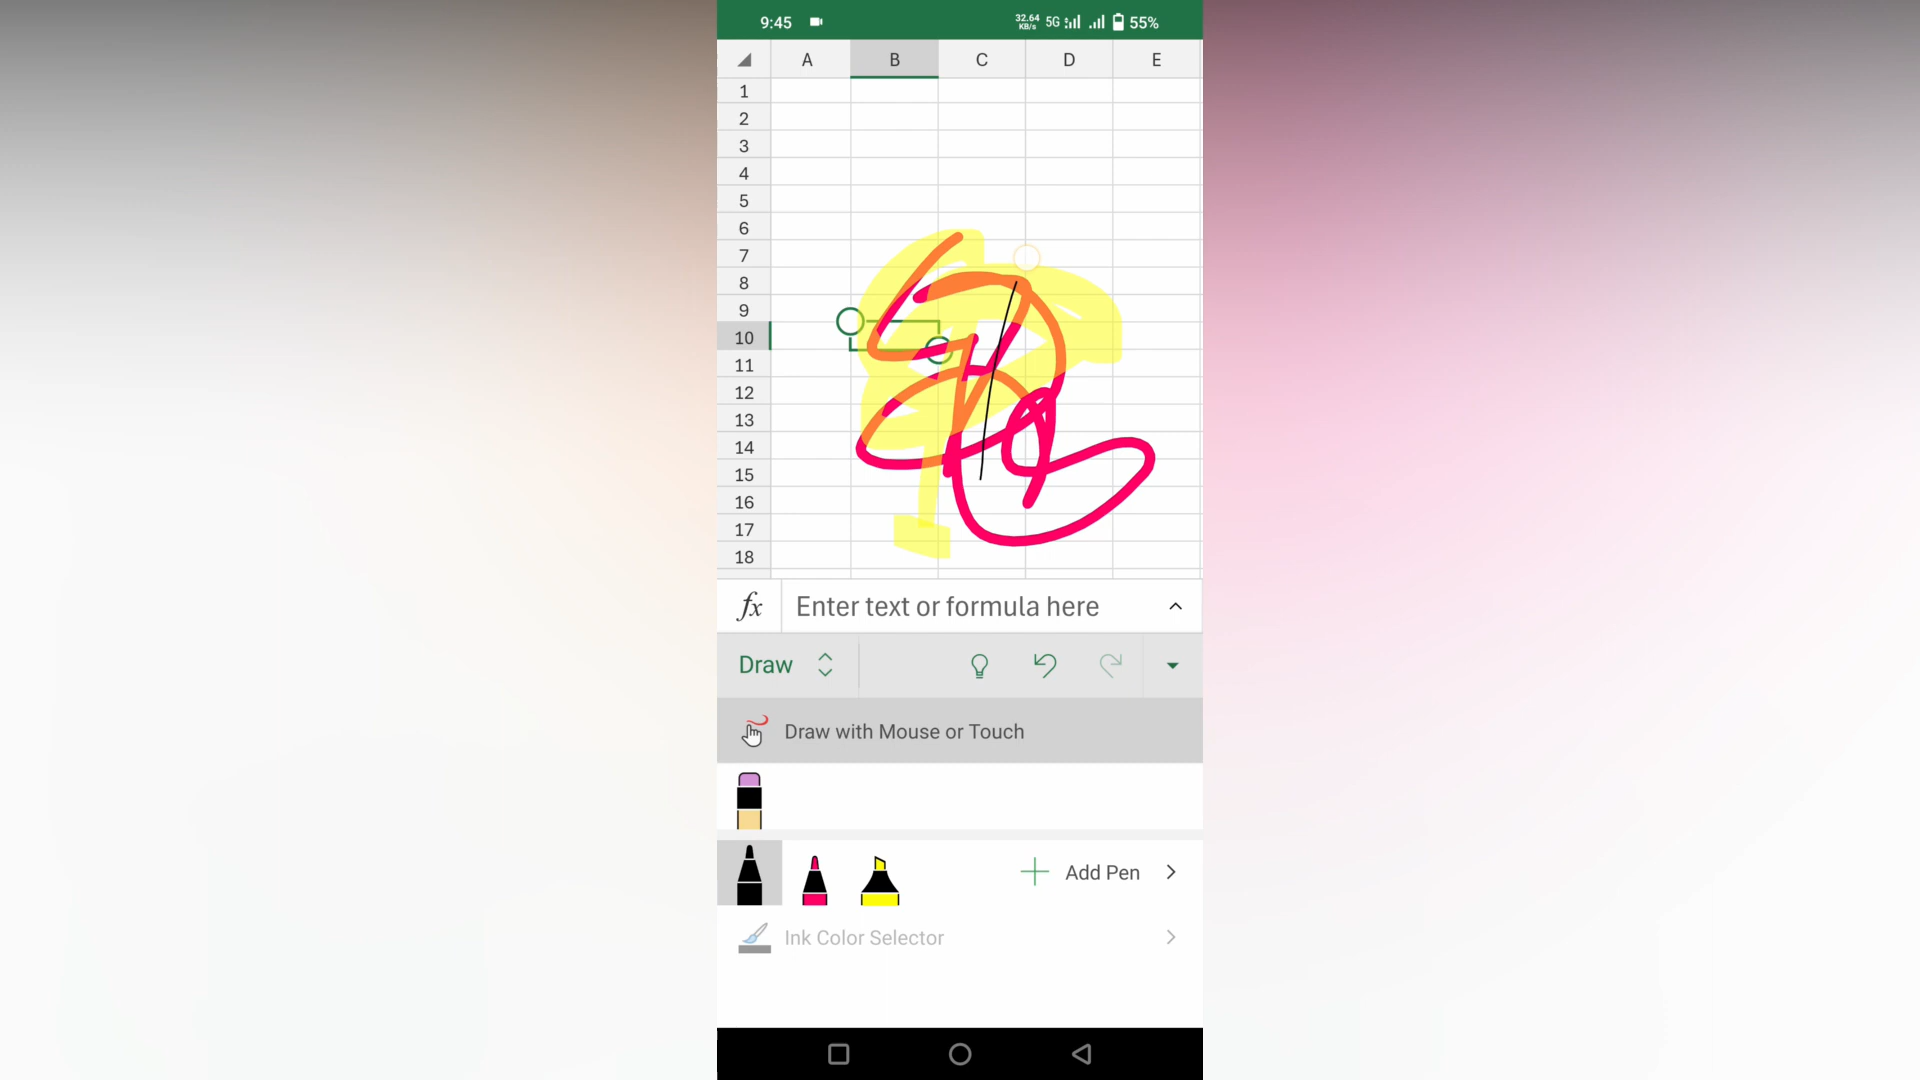 9:45 32.64 KB/s 5G 55%
A B C D E
1
2
3
4
5
6
7
8
9
10
11
12
13
14
15
16
17
18
fx Enter text or formula here
Draw
Draw with Mouse or Touch
Add Pen
Ink Color Selector